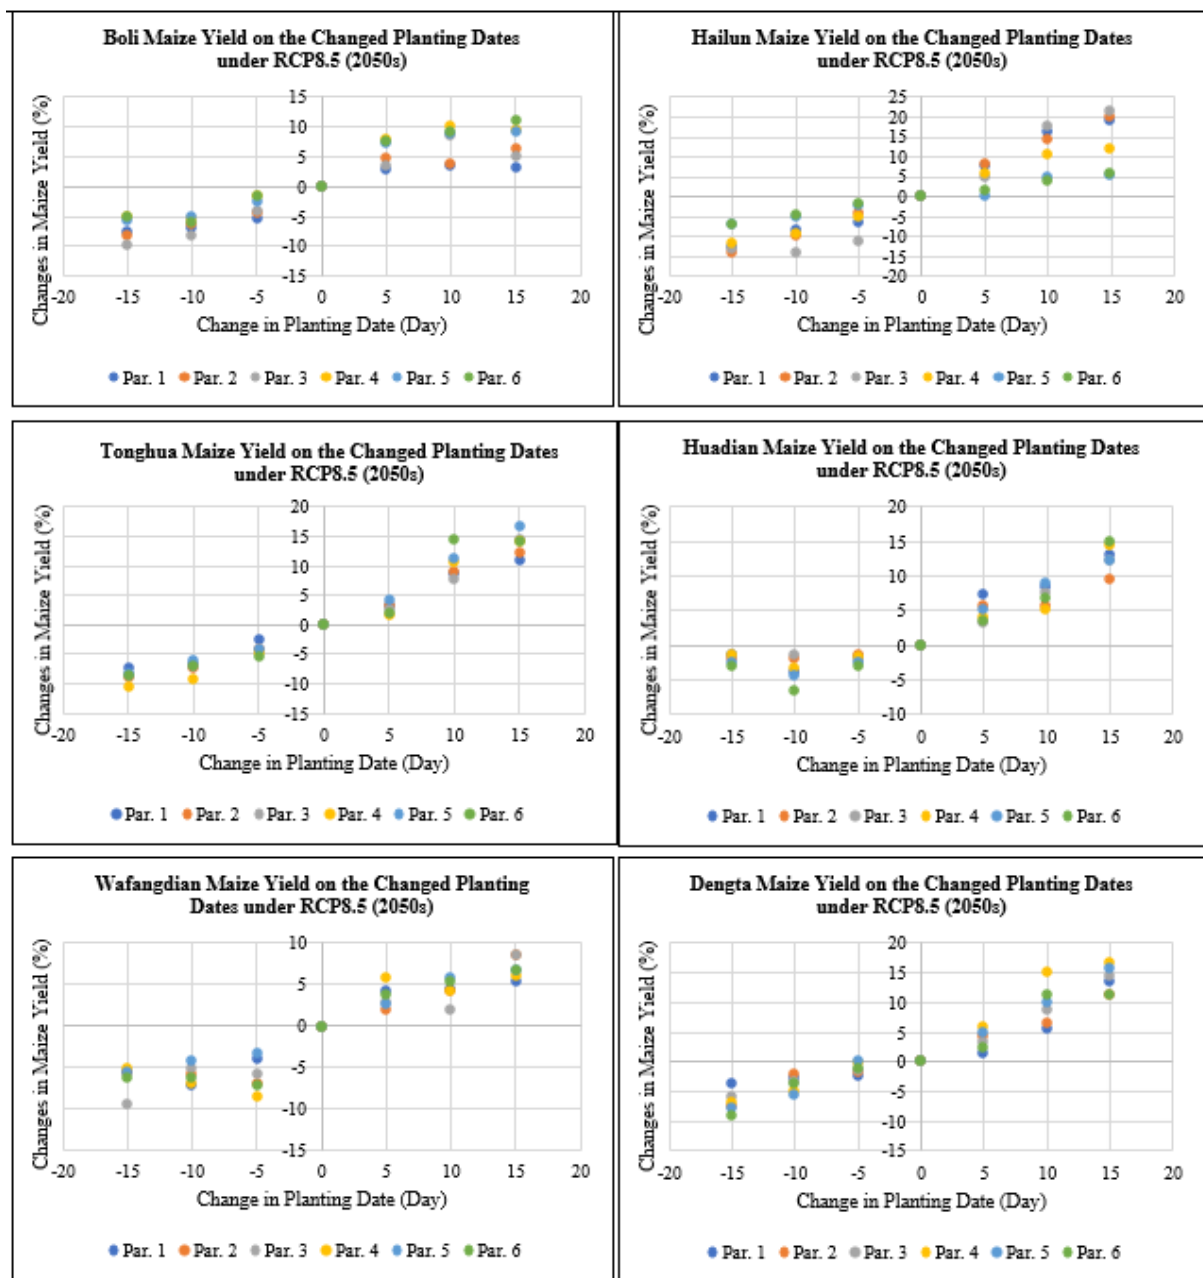 Boli Maize Yield on the Changed Planting Dates
under RCP8.5 (2050s)
Changes in Maize Yield (%)
15
10
5
0
-5
-10
-15
-20 -15 -10 -5 0 5 10 15 20
Change in Planting Date (Day)
Par. 1 Par. 2 Par. 3 Par. 4 Par. 5 Par. 6
Hailun Maize Yield on the Changed Planting Dates
under RCP8.5 (2050s)
Changes in Maize Yield (%)
25
20
15
10
5
0
-5
-10
-15
-20
-20 -15 -10 -5 0 5 10 15 20
Change in Planting Date (Day)
Par. 1 Par. 2 Par. 3 Par. 4 Par. 5 Par. 6
Tonghua Maize Yield on the Changed Planting Dates
under RCP8.5 (2050s)
Changes in Maize Yield (%)
20
15
10
5
0
-5
-10
-15
-20 -15 -10 -5 0 5 10 15 20
Change in Planting Date (Day)
Par. 1 Par. 2 Par. 3 Par. 4 Par. 5 Par. 6
Huadian Maize Yield on the Changed Planting Dates
under RCP8.5 (2050s)
Changes in Maize Yield (%)
20
15
10
5
0
-5
-10
-20 -15 -10 -5 0 5 10 15 20
Change in Planting Date (Day)
Par. 1 Par. 2 Par. 3 Par. 4 Par. 5 Par. 6
Wafangdian Maize Yield on the Changed Planting
Dates under RCP8.5 (2050s)
Changes in Maize Yield (%)
10
5
0
-5
-10
-15
-20 -15 -10 -5 0 5 10 15 20
Change in Planting Date (Day)
Par. 1 Par. 2 Par. 3 Par. 4 Par. 5 Par. 6
Dengta Maize Yield on the Changed Planting Dates
under RCP8.5 (2050s)
Changes in Maize Yield (%)
20
15
10
5
0
-5
-10
-15
-20 -15 -10 -5 0 5 10 15 20
Change in Planting Date (Day)
Par. 1 Par. 2 Par. 3 Par. 4 Par. 5 Par. 6